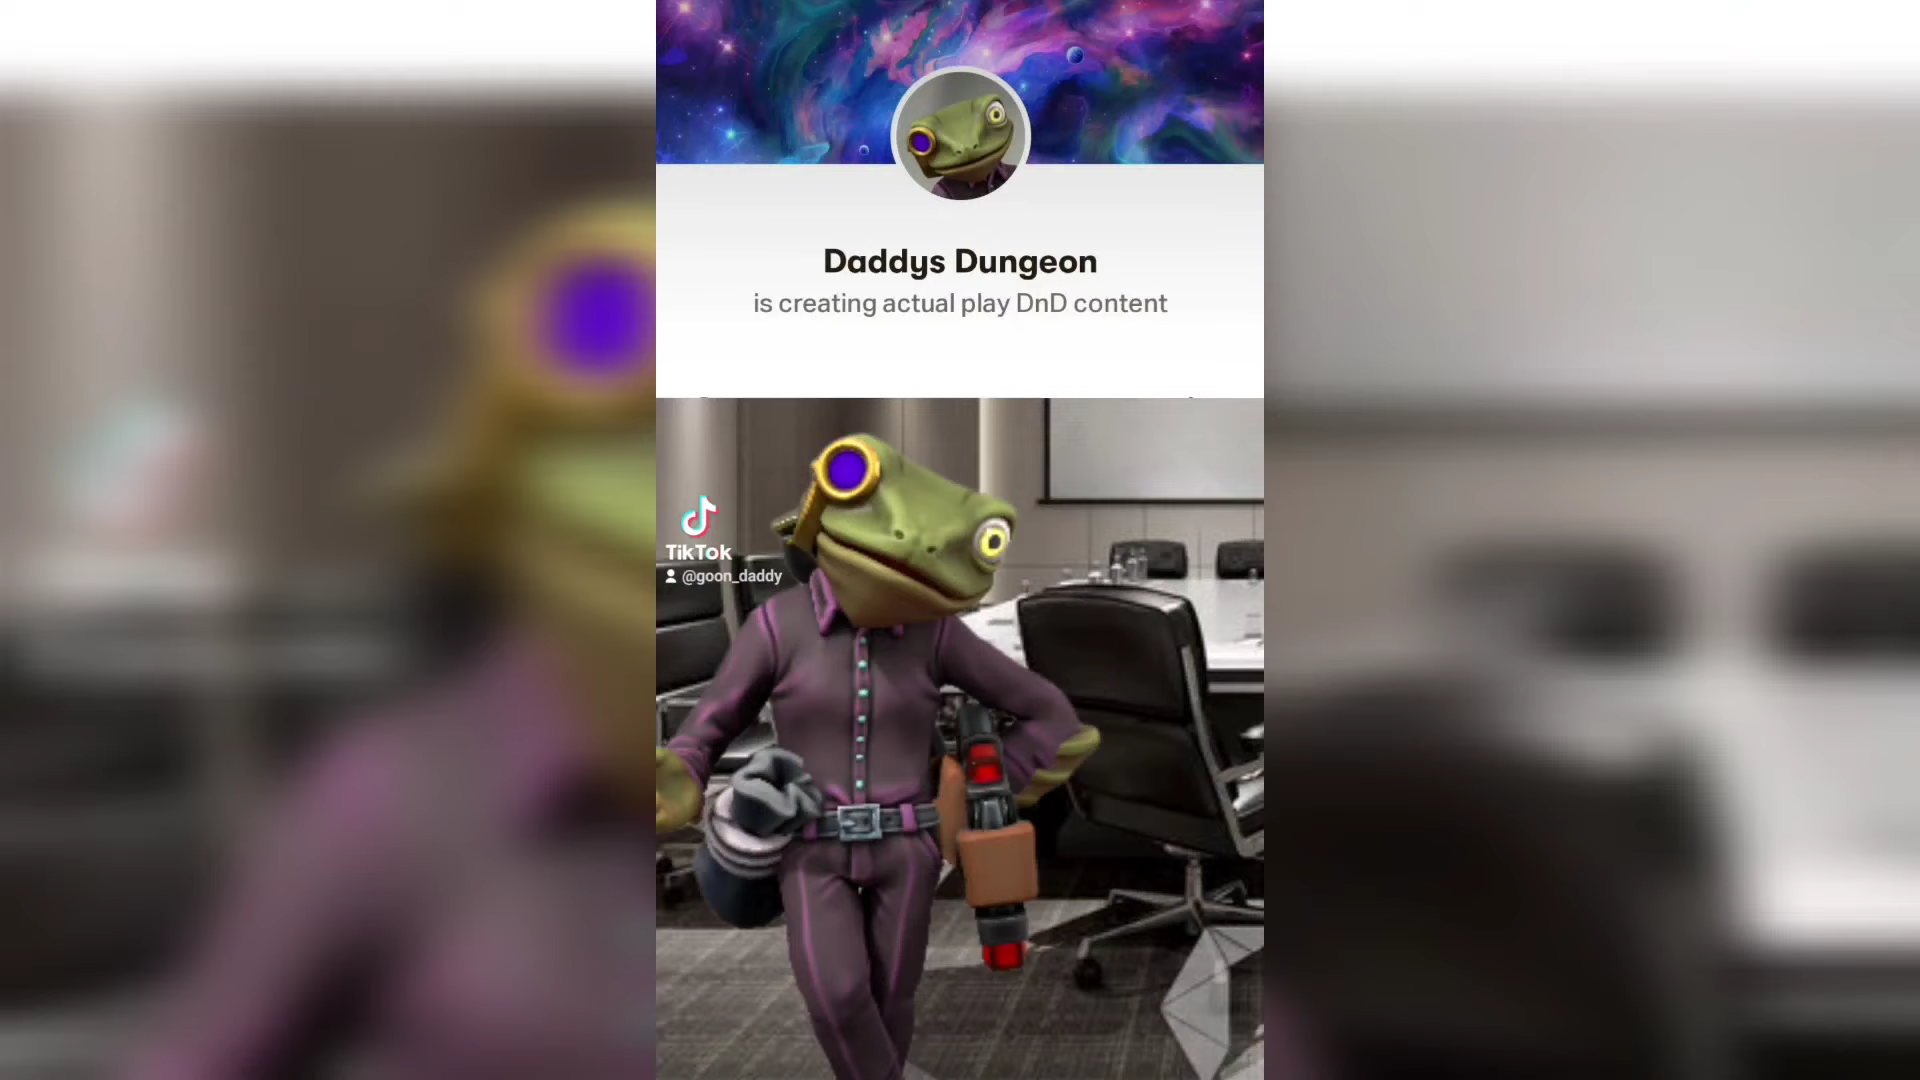 Daddys Dungeon
is creating actual play DnD content
TikTok
@goon_daddy